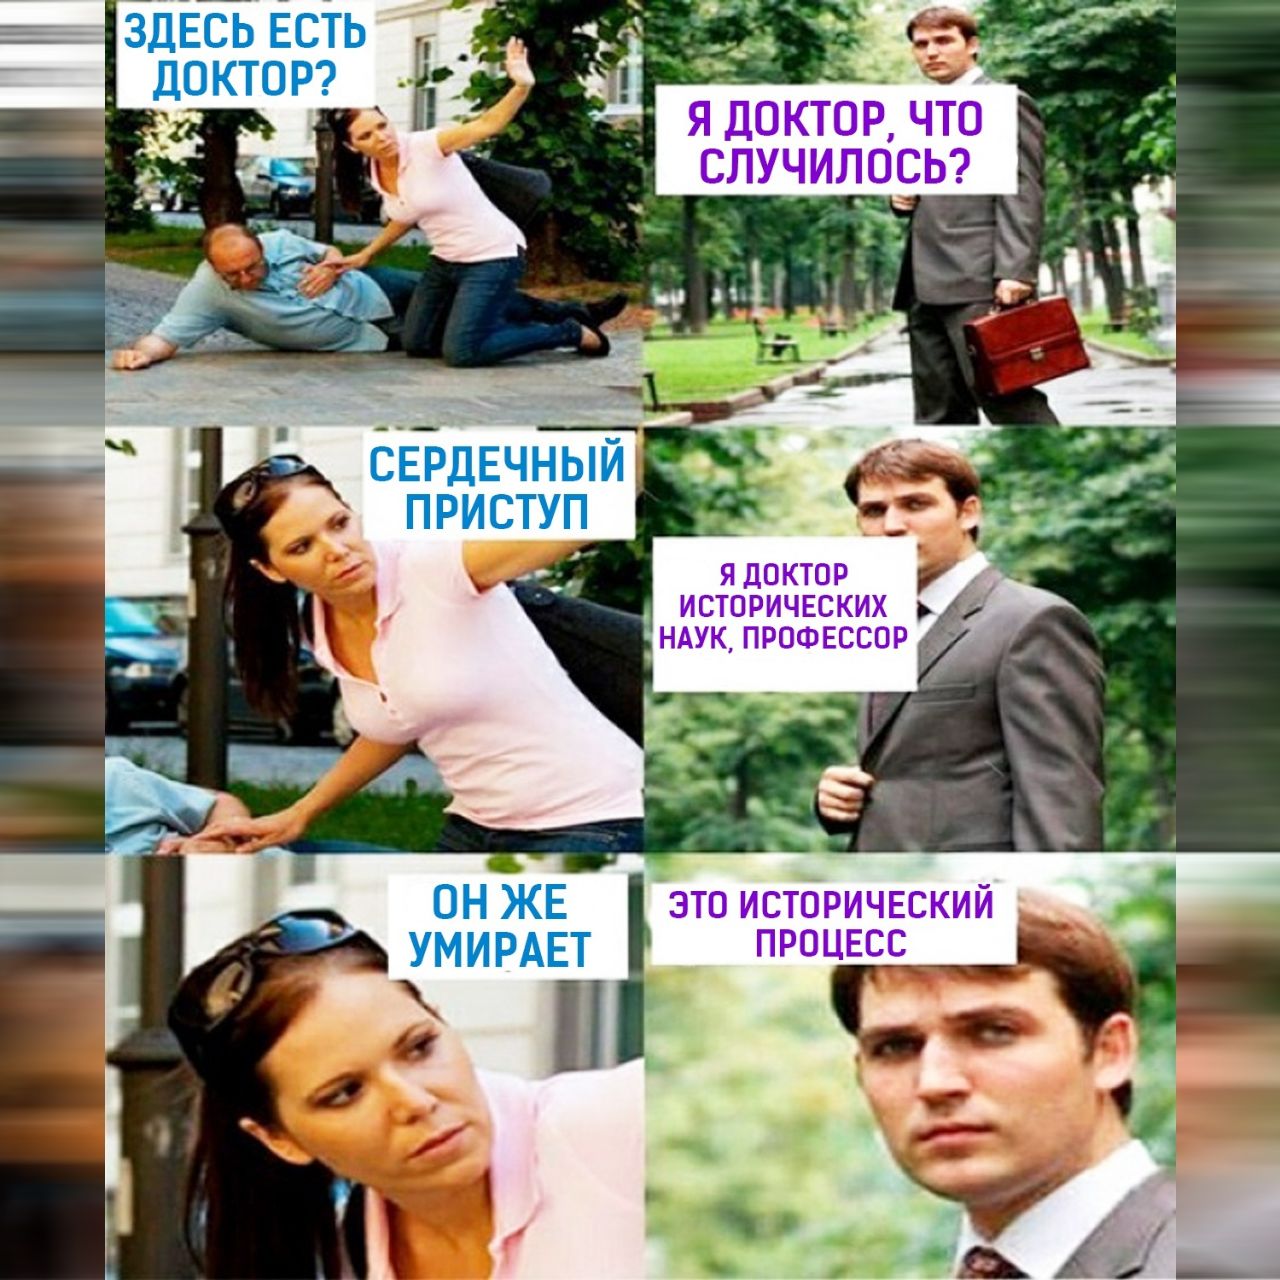 ЗДЕСЬ ЕСТЬ
ДОКТОР?
Я ДОКТОР, ЧТО
СЛУЧИЛОСЬ?
СЕРДЕЧНЫЙ
ПРИСТУП
Я ДОКТОР
ИСТОРИЧЕСКИХ
НАУК, ПРОФЕССОР
ОН ЖЕ
УМИРАЕТ
ЭТО ИСТОРИЧЕСКИЙ
ПРОЦЕСС